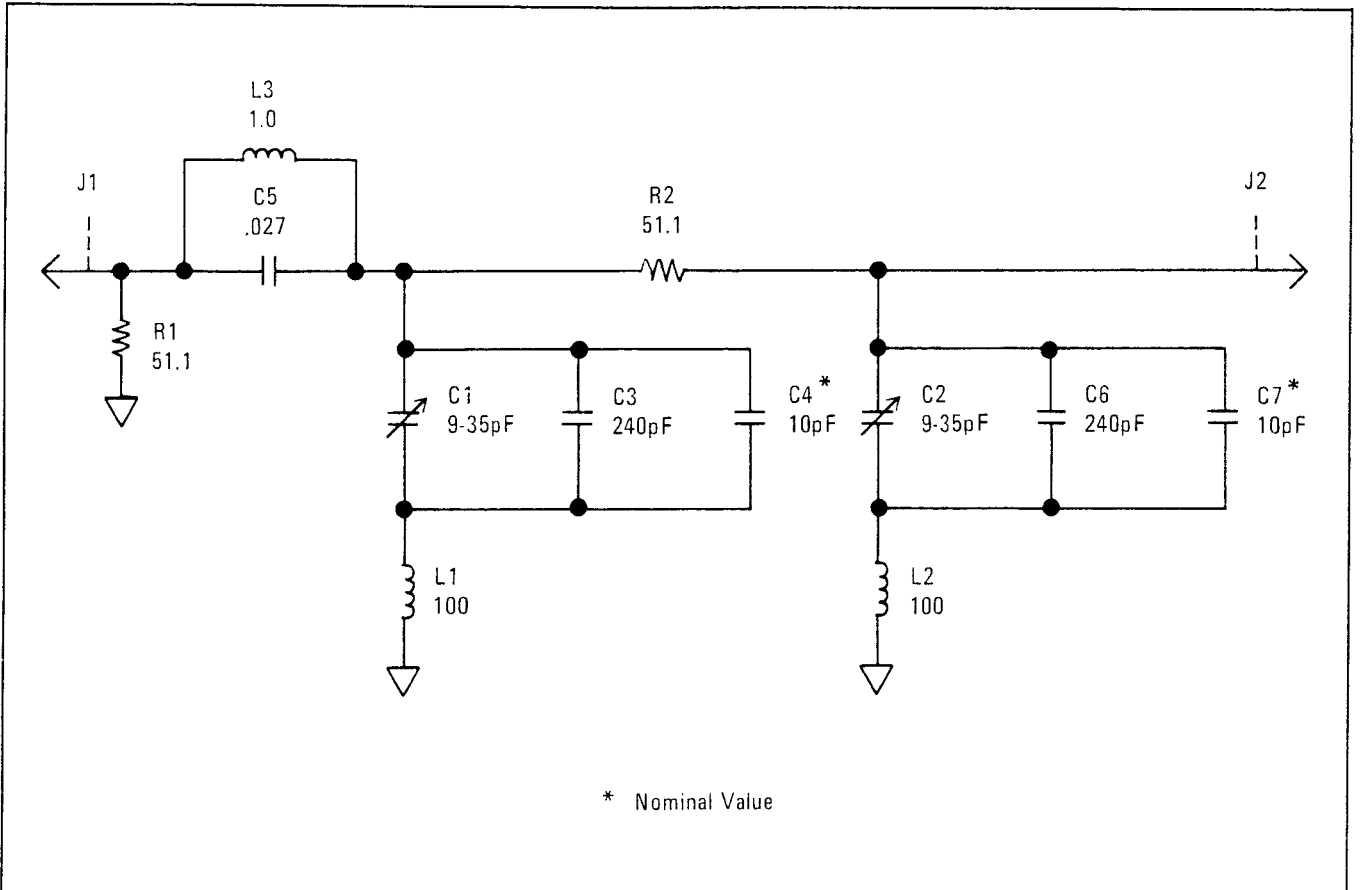 L3
1.0
J1
C5
.027
R2
51.1
J2
R1
51.1
C1
9-35pF
C3
240pF
C4*
10pF
C2
9-35pF
C6
240pF
C7*
10pF
L1
100
L2
100
* Nominal Value